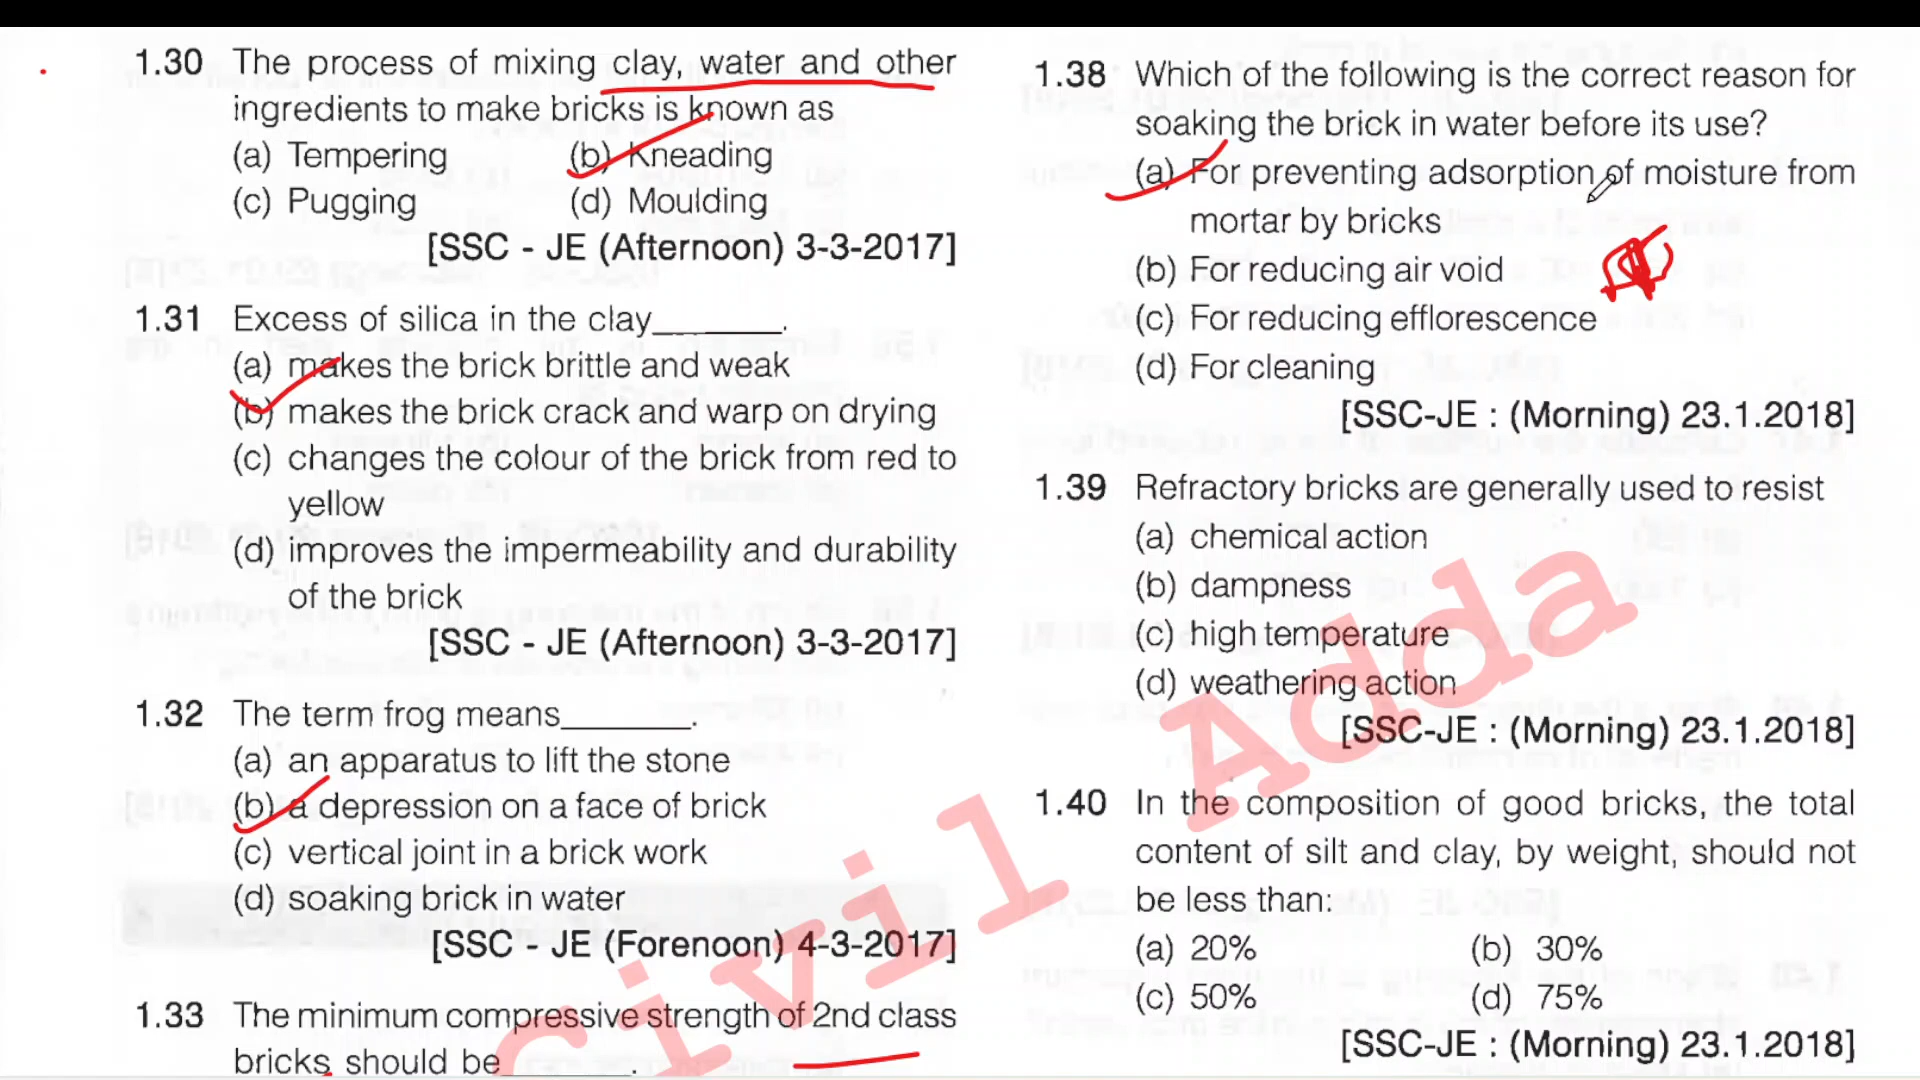 1.30 The process of mixing clay, water and other
ingredients to make bricks is known as
(a) Tempering (b) Kneading
(c) Pugging (d) Moulding
[SSC - JE (Afternoon) 3-3-2017]
1.31 Excess of silica in the clay_______.
(a) makes the brick brittle and weak
(b) makes the brick crack and warp on drying
(c) changes the colour of the brick from red to
yellow
(d) improves the impermeability and durability
of the brick
[SSC - JE (Afternoon) 3-3-2017]
1.32 The term frog means_______.
(a) an apparatus to lift the stone
(b) a depression on a face of brick
(c) vertical joint in a brick work
(d) soaking brick in water
[SSC - JE (Forenoon) 4-3-2017]
1.33 The minimum compressive strength of 2nd class
bricks should be_______.
1.38 Which of the following is the correct reason for
soaking the brick in water before its use?
(a) For preventing adsorption of moisture from
mortar by bricks
(b) For reducing air void
(c) For reducing efflorescence
(d) For cleaning
[SSC-JE : (Morning) 23.1.2018]
1.39 Refractory bricks are generally used to resist
(a) chemical action
(b) dampness
(c) high temperature
(d) weathering action
[SSC-JE : (Morning) 23.1.2018]
1.40 In the composition of good bricks, the total
content of silt and clay, by weight, should not
be less than:
(a) 20% (b) 30%
(c) 50% (d) 75%
[SSC-JE : (Morning) 23.1.2018]
Civil Adda